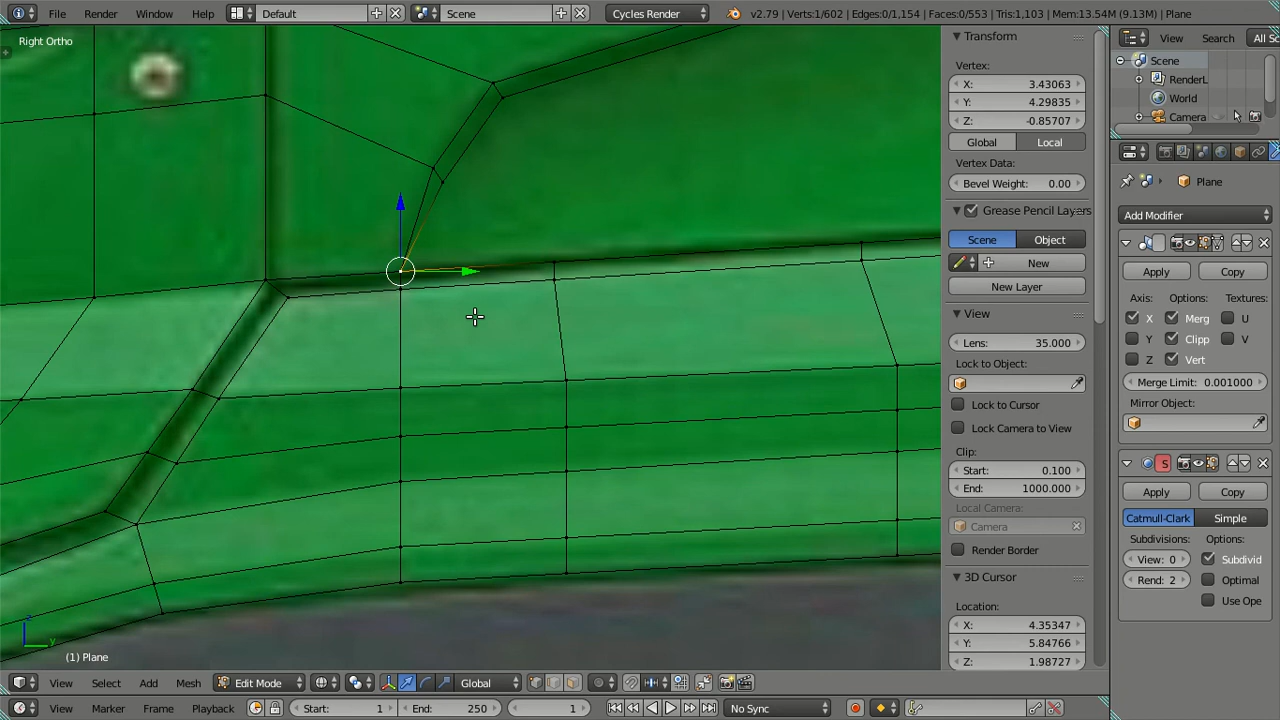 File Render Window Help Default Scene Cycles Render v2.79 | Verts:1/602 | Edges:0/1,154 | Faces:0/553 | Tris:1,103 | Mem:13.54M (9.13M) | Plane
Right Ortho
Transform
Vertex:
X: 3.43063
Y: 4.29835
Z: -0.85707
Global Local
Vertex Data:
Bevel Weight: 0.00
Grease Pencil Layers
Scene Object
New
New Layer
View
Lens: 35.000
Lock to Object:
Lock to Cursor
Lock Camera to View
Clip:
Start: 0.100
End: 1000.000
Local Camera:
Camera
Render Border
3D Cursor
Location:
X: 4.35347
Y: 5.84766
Z: 1.98727
View Search All Sc
Scene
RenderL
World
Camera
Plane
Add Modifier
Apply Copy
Axis: Options: Textures:
X Merg U
Y Clipp V
Z Vert
Merge Limit: 0.001000
Mirror Object:
S
Apply Copy
Catmull-Clark Simple
Subdivisions: Options:
View: 0 Subdivid
Rend: 2 Optimal
Use Ope
z
y
(1) Plane
View Select Add Mesh Edit Mode Global
View Marker Frame Playback Start: 1 End: 250 1 No Sync